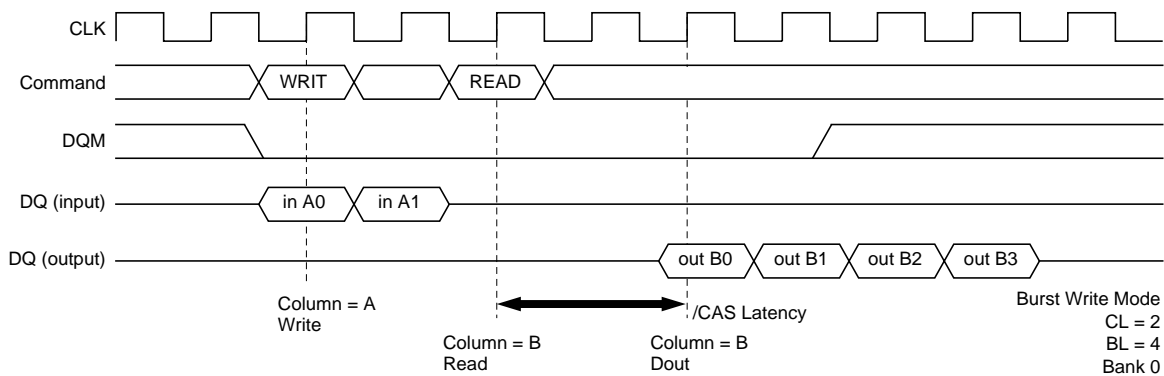 CLK
Command WRIT READ
DQM
DQ (input) in A0 in A1
DQ (output) out B0 out B1 out B2 out B3
Column = A
Write
/CAS Latency
Column = B
Read
Column = B
Dout
Burst Write Mode
CL = 2
BL = 4
Bank 0